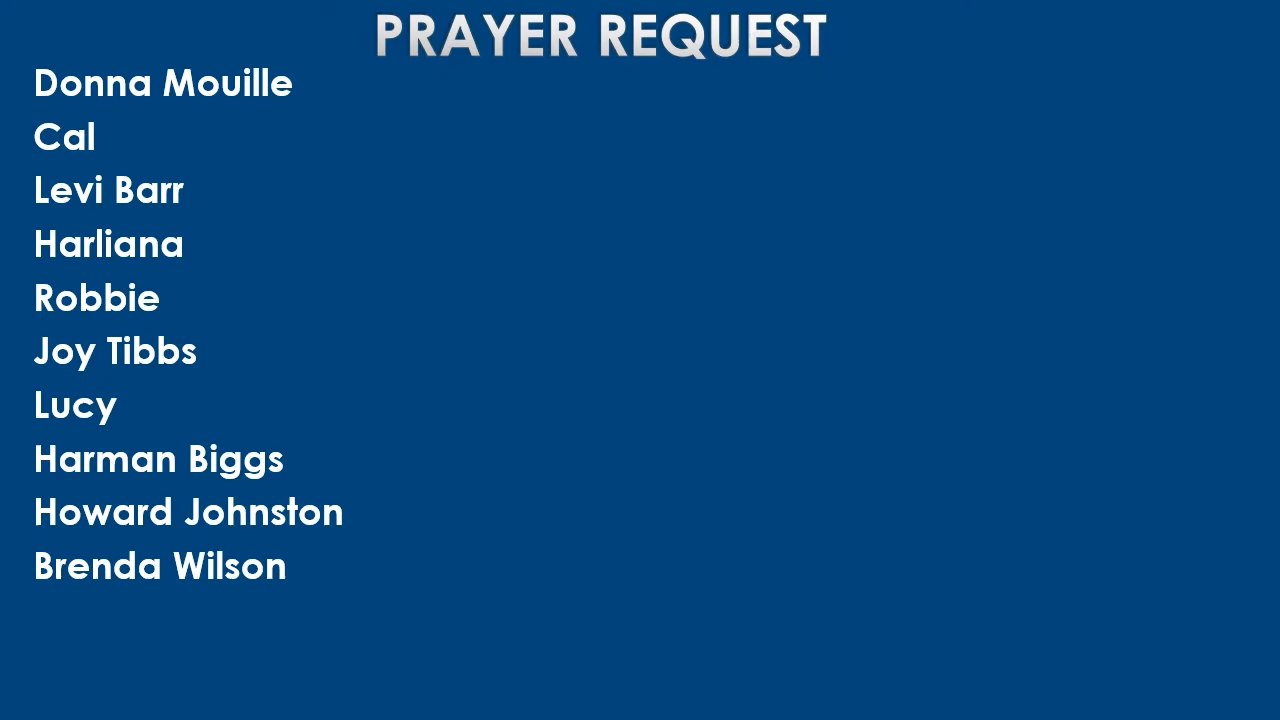 PRAYER REQUEST
Donna Mouille
Cal
Levi Barr
Harliana
Robbie
Joy Tibbs
Lucy
Harman Biggs
Howard Johnston
Brenda Wilson